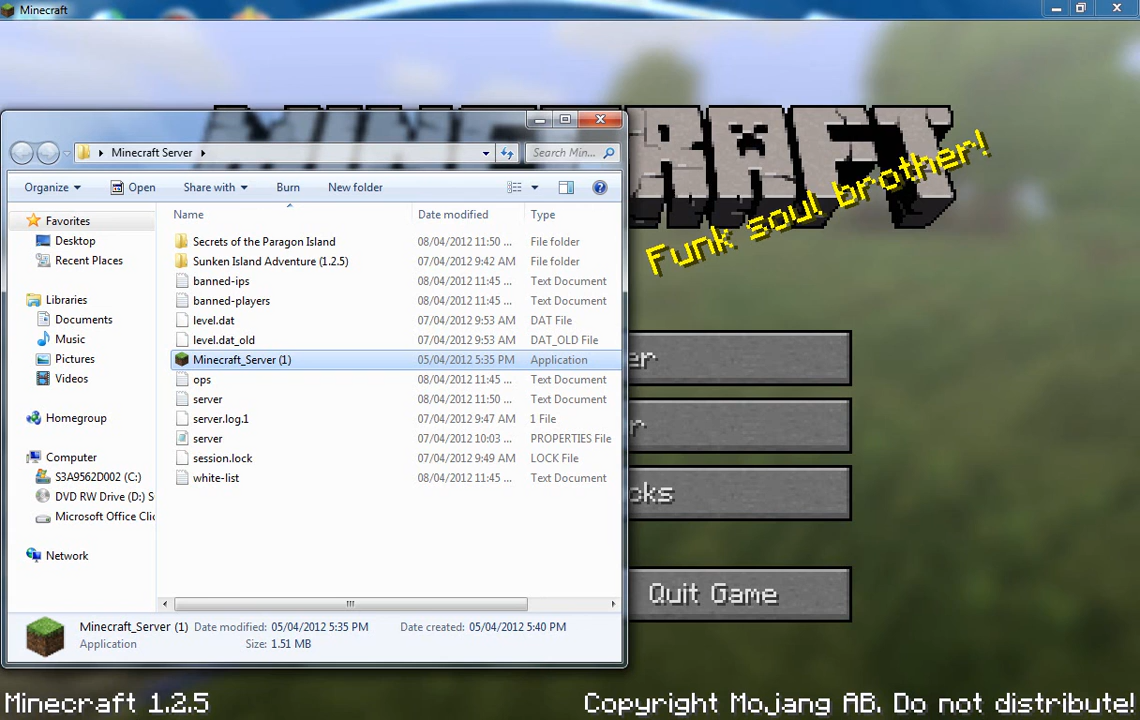 Minecraft
MINECRAFT
Funk soul brother!
Minecraft Server
Search Min...
Organize
Open
Share with
Burn
New folder
Name Date modified Type
Favorites
Desktop
Recent Places
Libraries
Documents
Music
Pictures
Videos
Homegroup
Computer
S3A9562D002 (C:)
DVD RW Drive (D:) S
Microsoft Office Clic
Network
Secrets of the Paragon Island 08/04/2012 11:50 ... File folder
Sunken Island Adventure (1.2.5) 07/04/2012 9:42 AM File folder
banned-ips 08/04/2012 11:45 ... Text Document
banned-players 08/04/2012 11:45 ... Text Document
level.dat 07/04/2012 9:53 AM DAT File
level.dat_old 07/04/2012 9:53 AM DAT_OLD File
Minecraft_Server (1) 05/04/2012 5:35 PM Application
ops 08/04/2012 11:45 ... Text Document
server 08/04/2012 11:50 ... Text Document
server.log.1 07/04/2012 9:47 AM 1 File
server 07/04/2012 10:03 ... PROPERTIES File
session.lock 07/04/2012 9:49 AM LOCK File
white-list 08/04/2012 11:45 ... Text Document
er
r
cks
Quit Game
Minecraft_Server (1) Date modified: 05/04/2012 5:35 PM Date created: 05/04/2012 5:40 PM
Application Size: 1.51 MB
Minecraft 1.2.5
Copyright Mojang AB. Do not distribute!